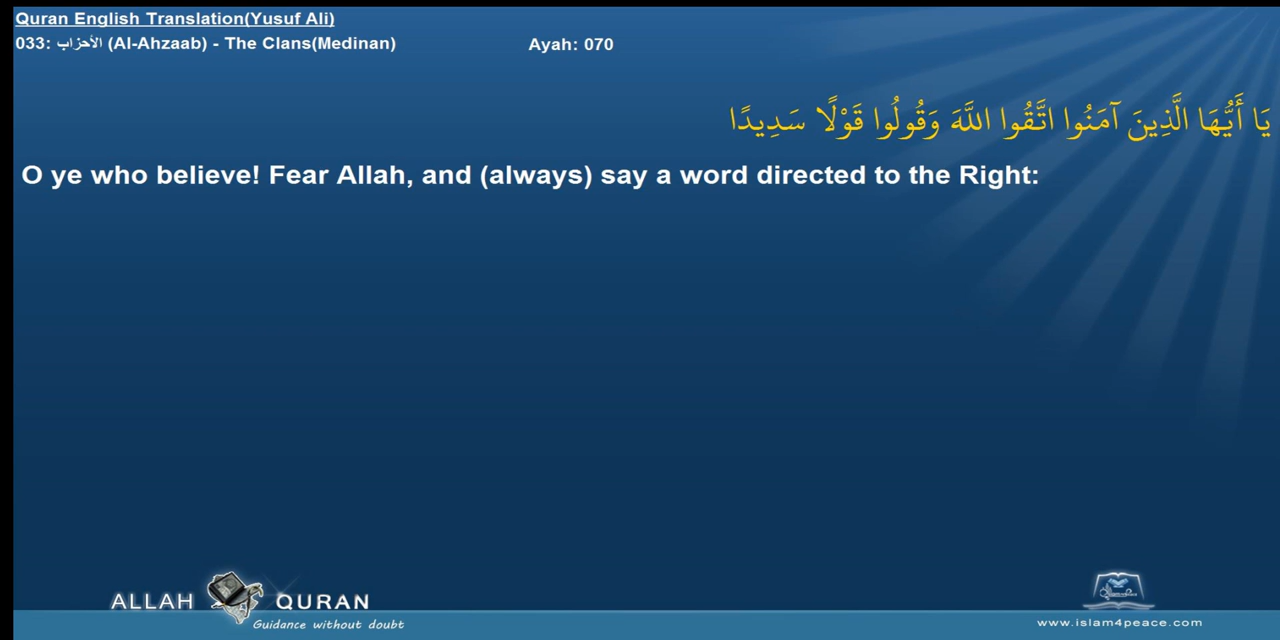 Quran English Translation(Yusuf Ali)
033: الأحزاب (Al-Ahzaab) - The Clans(Medinan) Ayah: 070
يَا أَيُّهَا الَّذِينَ آمَنُوا اتَّقُوا اللَّهَ وَقُولُوا قَوْلًا سَدِيدًا
O ye who believe! Fear Allah, and (always) say a word directed to the Right:
ALLAH QURAN
Guidance without doubt
www.islam4peace.com